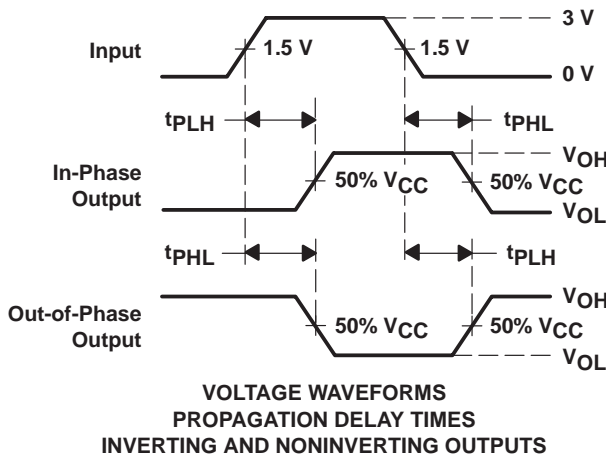 3 V
Input
1.5 V
1.5 V
0 V
tPLH
tPHL
In-Phase
Output
VOH
50% VCC
50% VCC
VOL
tPHL
tPLH
Out-of-Phase
Output
VOH
50% VCC
50% VCC
VOL
VOLTAGE WAVEFORMS
PROPAGATION DELAY TIMES
INVERTING AND NONINVERTING OUTPUTS